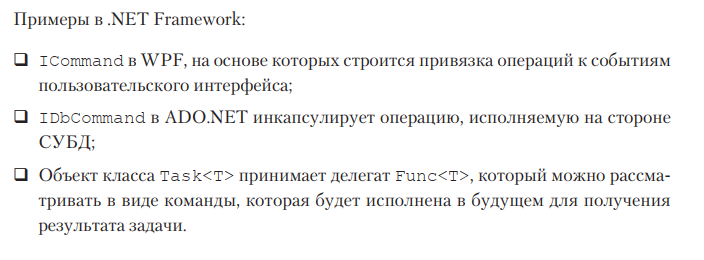 Примеры в .NET Framework:
❑ ICommand в WPF, на основе которых строится привязка операций к событиям
пользовательского интерфейса;
❑ IDbCommand в ADO.NET инкапсулирует операцию, исполняемую на стороне
СУБД;
❑ Объект класса Task<T> принимает делегат Func<T>, который можно рассма-
тривать в виде команды, которая будет исполнена в будущем для получения
результата задачи.